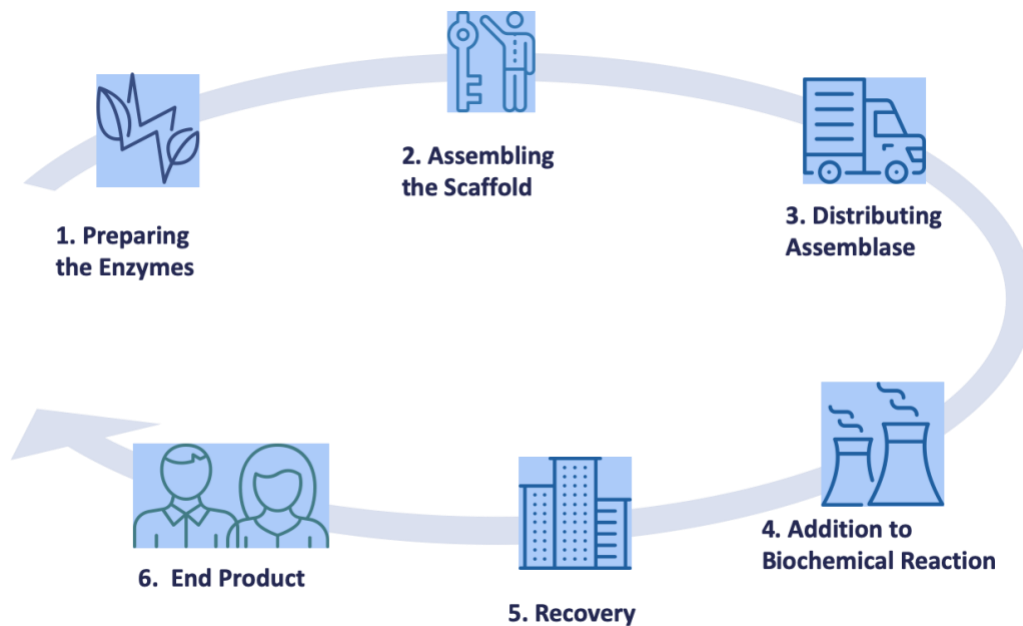 1. Preparing
the Enzymes
2. Assembling
the Scaffold
3. Distributing
Assemblase
4. Addition to
Biochemical Reaction
5. Recovery
6. End Product